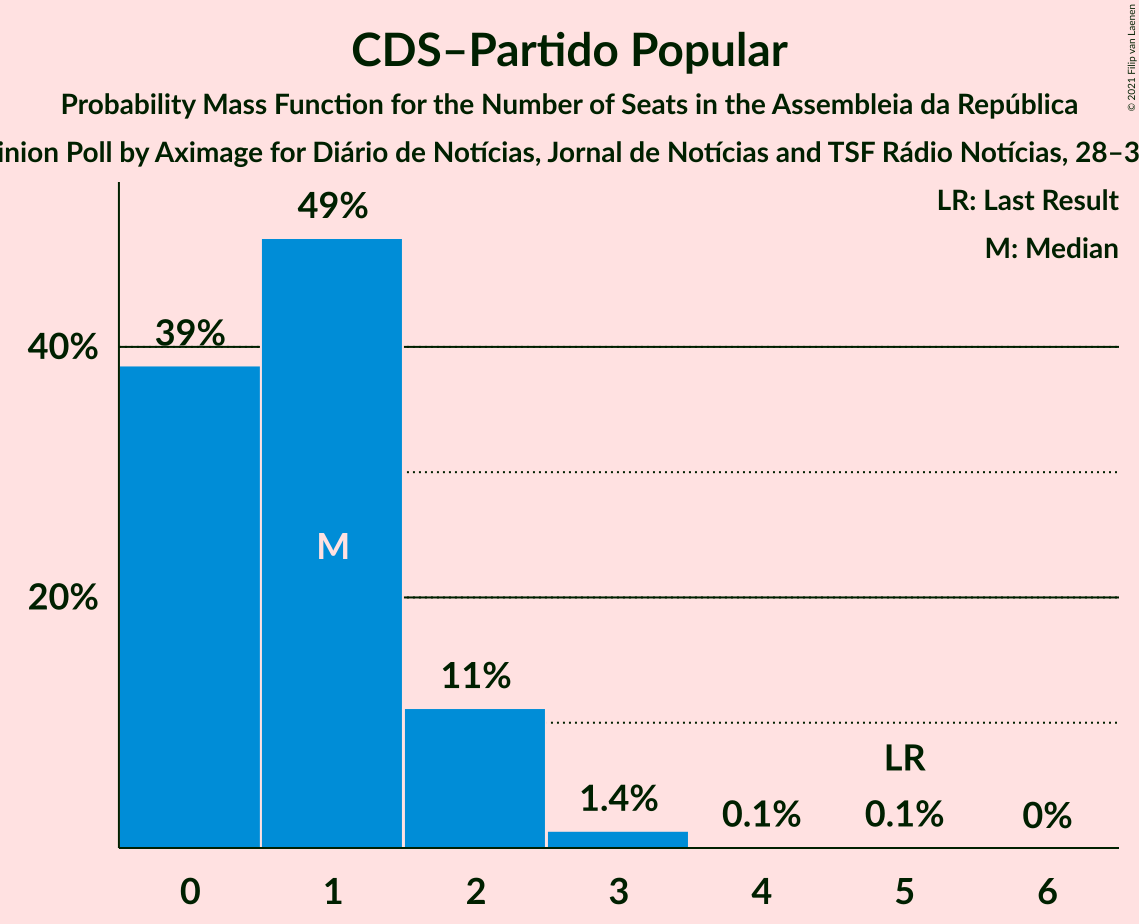 CDS–Partido Popular
Probability Mass Function for the Number of Seats in the Assembleia da República
inion Poll by Aximage for Diário de Notícias, Jornal de Notícias and TSF Rádio Notícias, 28–3
© 2021 Filip van Laenen
LR: Last Result
M: Median
49%
39%
40%
M
20%
11%
LR
1.4%
0.1%
0.1%
0%
0 1 2 3 4 5 6